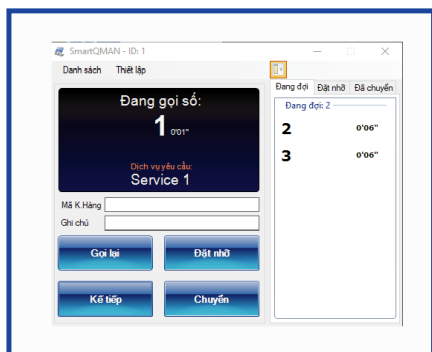 SmartQMAN - ID: 1
Danh sách Thiết lập
Đang gọi số:
1 0'01"
Dịch vụ yêu cầu:
Service 1
Mã K.Hàng
Ghi chú
Gọi lại Đặt nhỡ
Kế tiếp Chuyển
Đang đợi Đặt nhỡ Đã chuyển
Đang đợi: 2
2 0'06"
3 0'06"